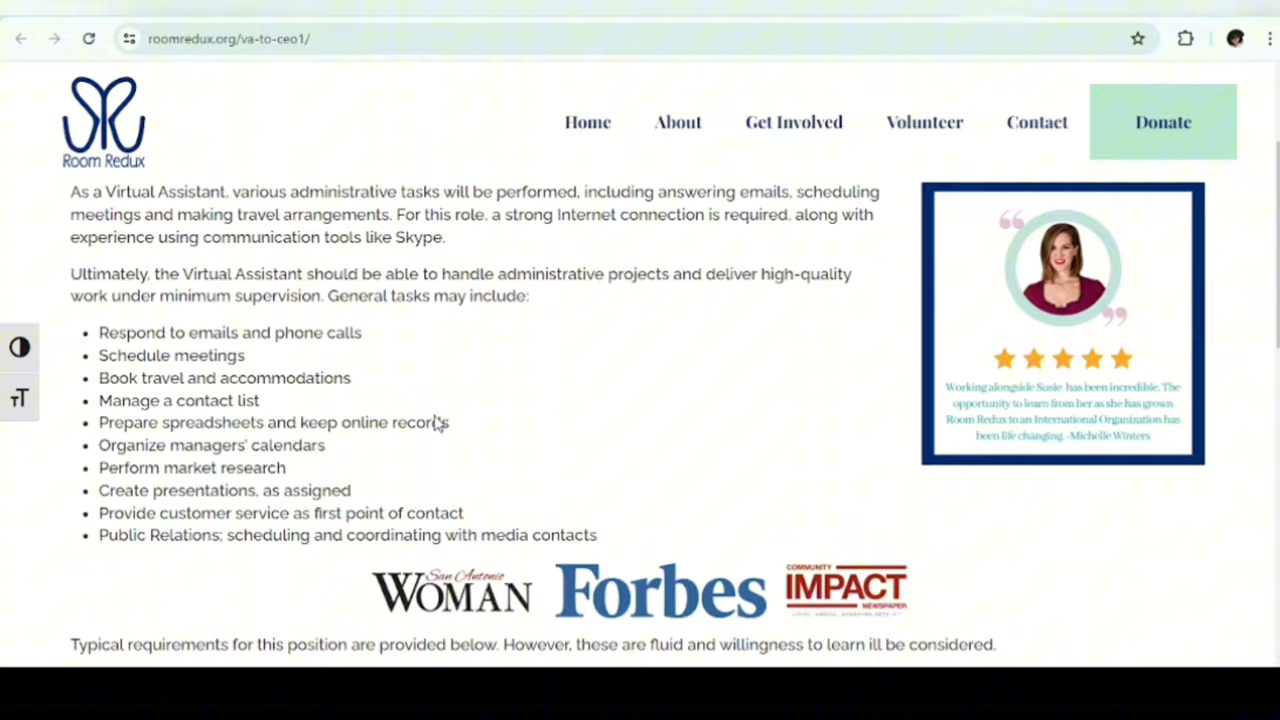 roomredux.org/va-to-ceo1/
Room Redux
Home About Get Involved Volunteer Contact Donate
As a Virtual Assistant, various administrative tasks will be performed, including answering emails, scheduling
meetings and making travel arrangements. For this role, a strong Internet connection is required, along with
experience using communication tools like Skype.
Ultimately, the Virtual Assistant should be able to handle administrative projects and deliver high-quality
work under minimum supervision. General tasks may include:
Respond to emails and phone calls
Schedule meetings
Book travel and accommodations
Manage a contact list
Prepare spreadsheets and keep online records
Organize managers' calendars
Perform market research
Create presentations, as assigned
Provide customer service as first point of contact
Public Relations; scheduling and coordinating with media contacts
Working alongside Susie has been incredible. The
opportunity to learn from her as she has grown
Room Redux to an International Organization has
been life changing. -Michelle Winters
San Antonio
WOMAN
Forbes
COMMUNITY
IMPACT
NEWSPAPER
Typical requirements for this position are provided below. However, these are fluid and willingness to learn ill be considered.
TT